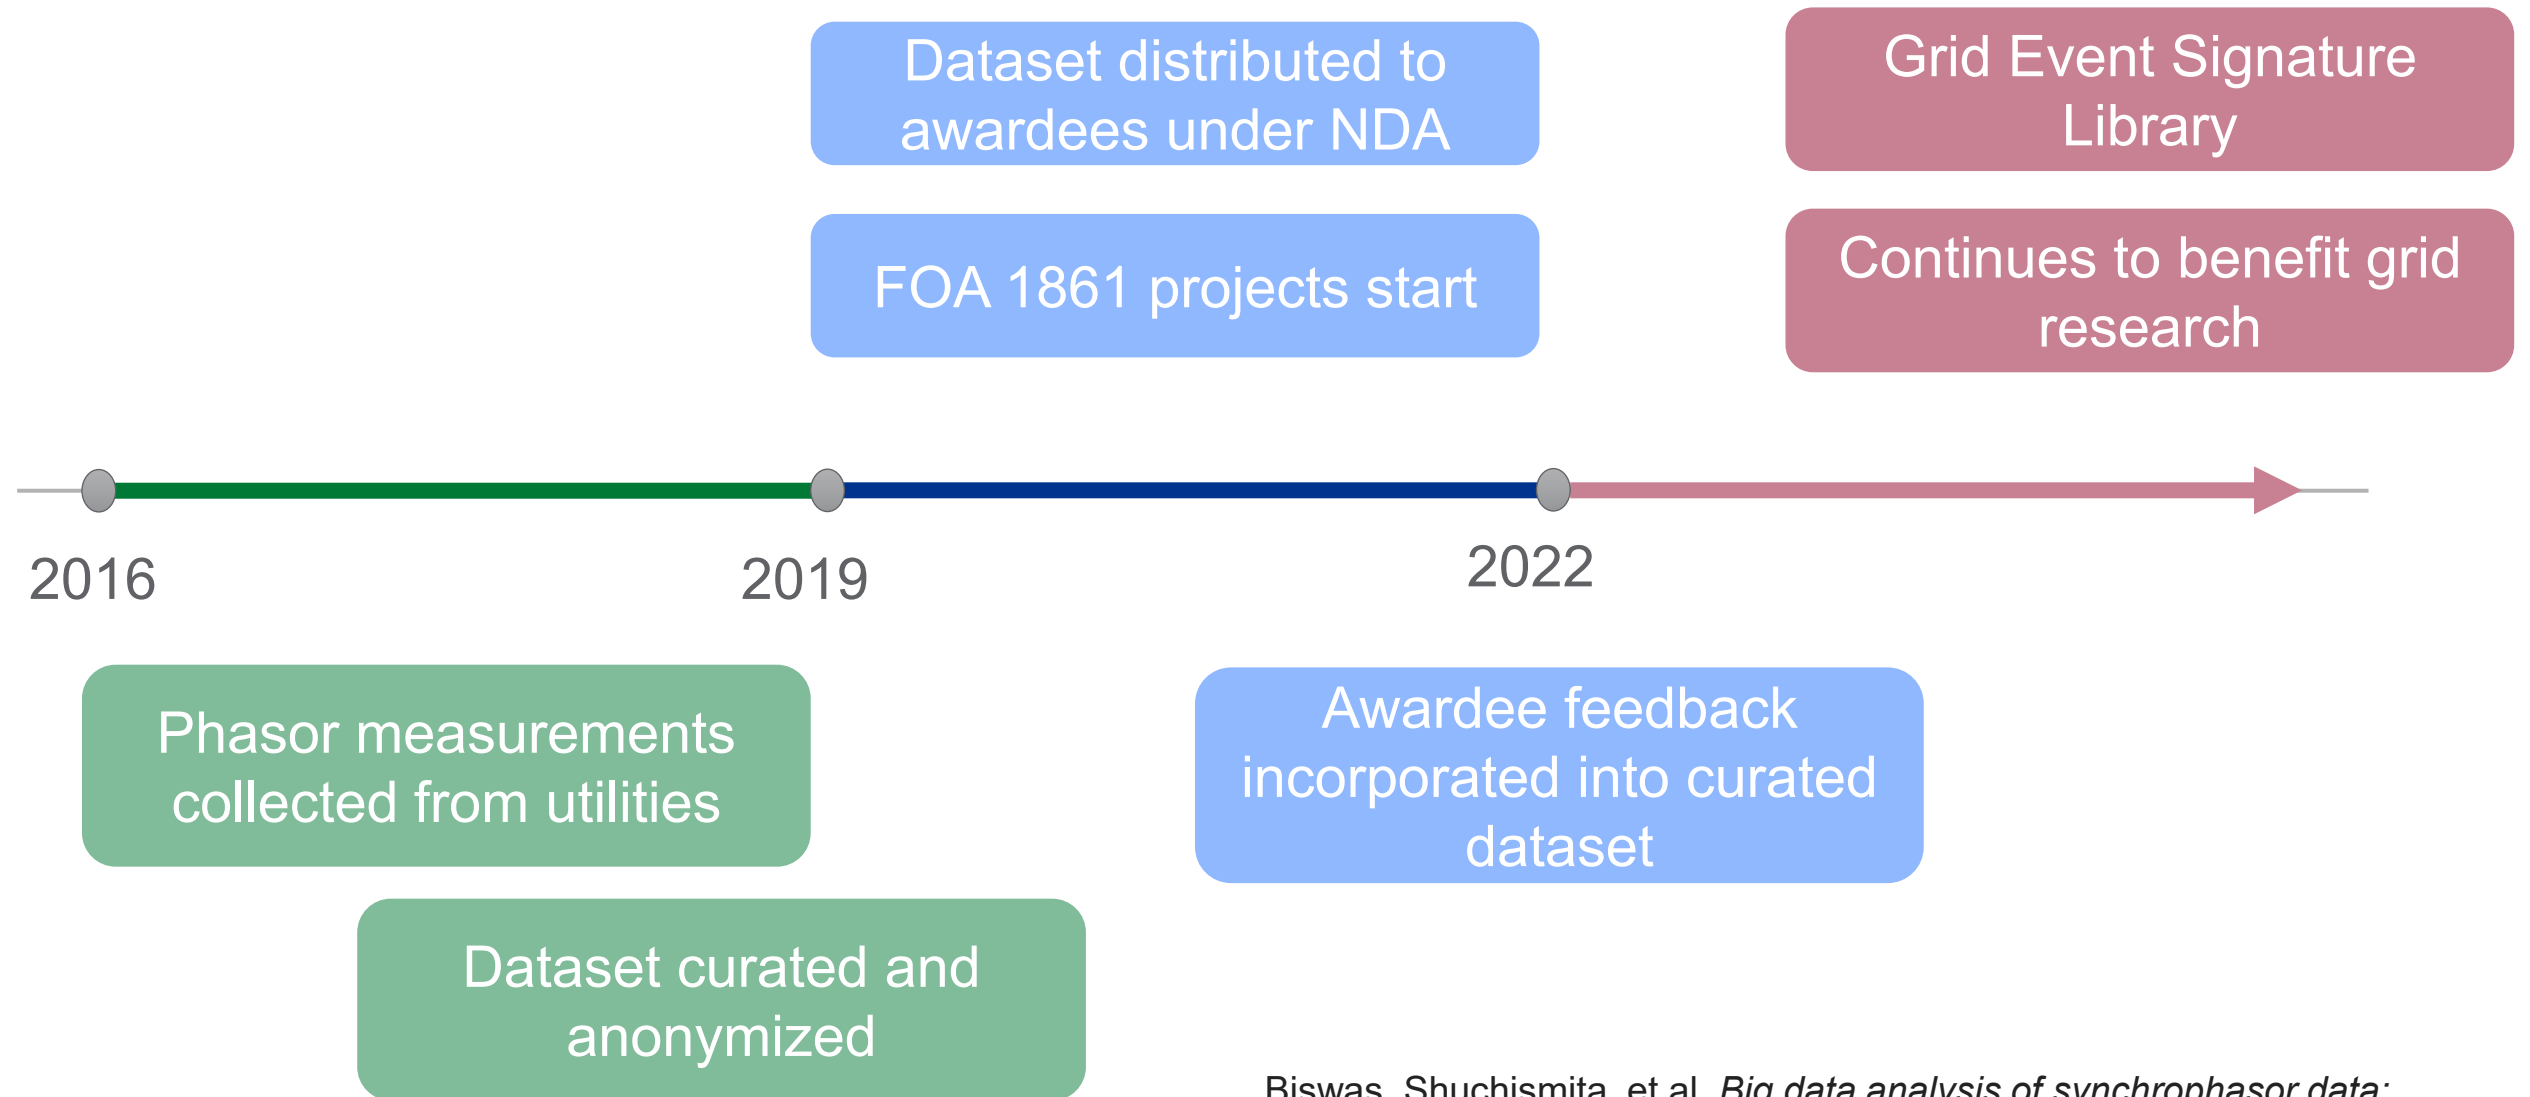 Dataset distributed to
awardees under NDA
Grid Event Signature
Library
FOA 1861 projects start
Continues to benefit grid
research
2016
2019
2022
Phasor measurements
collected from utilities
Awardee feedback
incorporated into curated
dataset
Dataset curated and
anonymized
Biswas, Shuchismita, et al. Big data analysis of synchrophasor data: